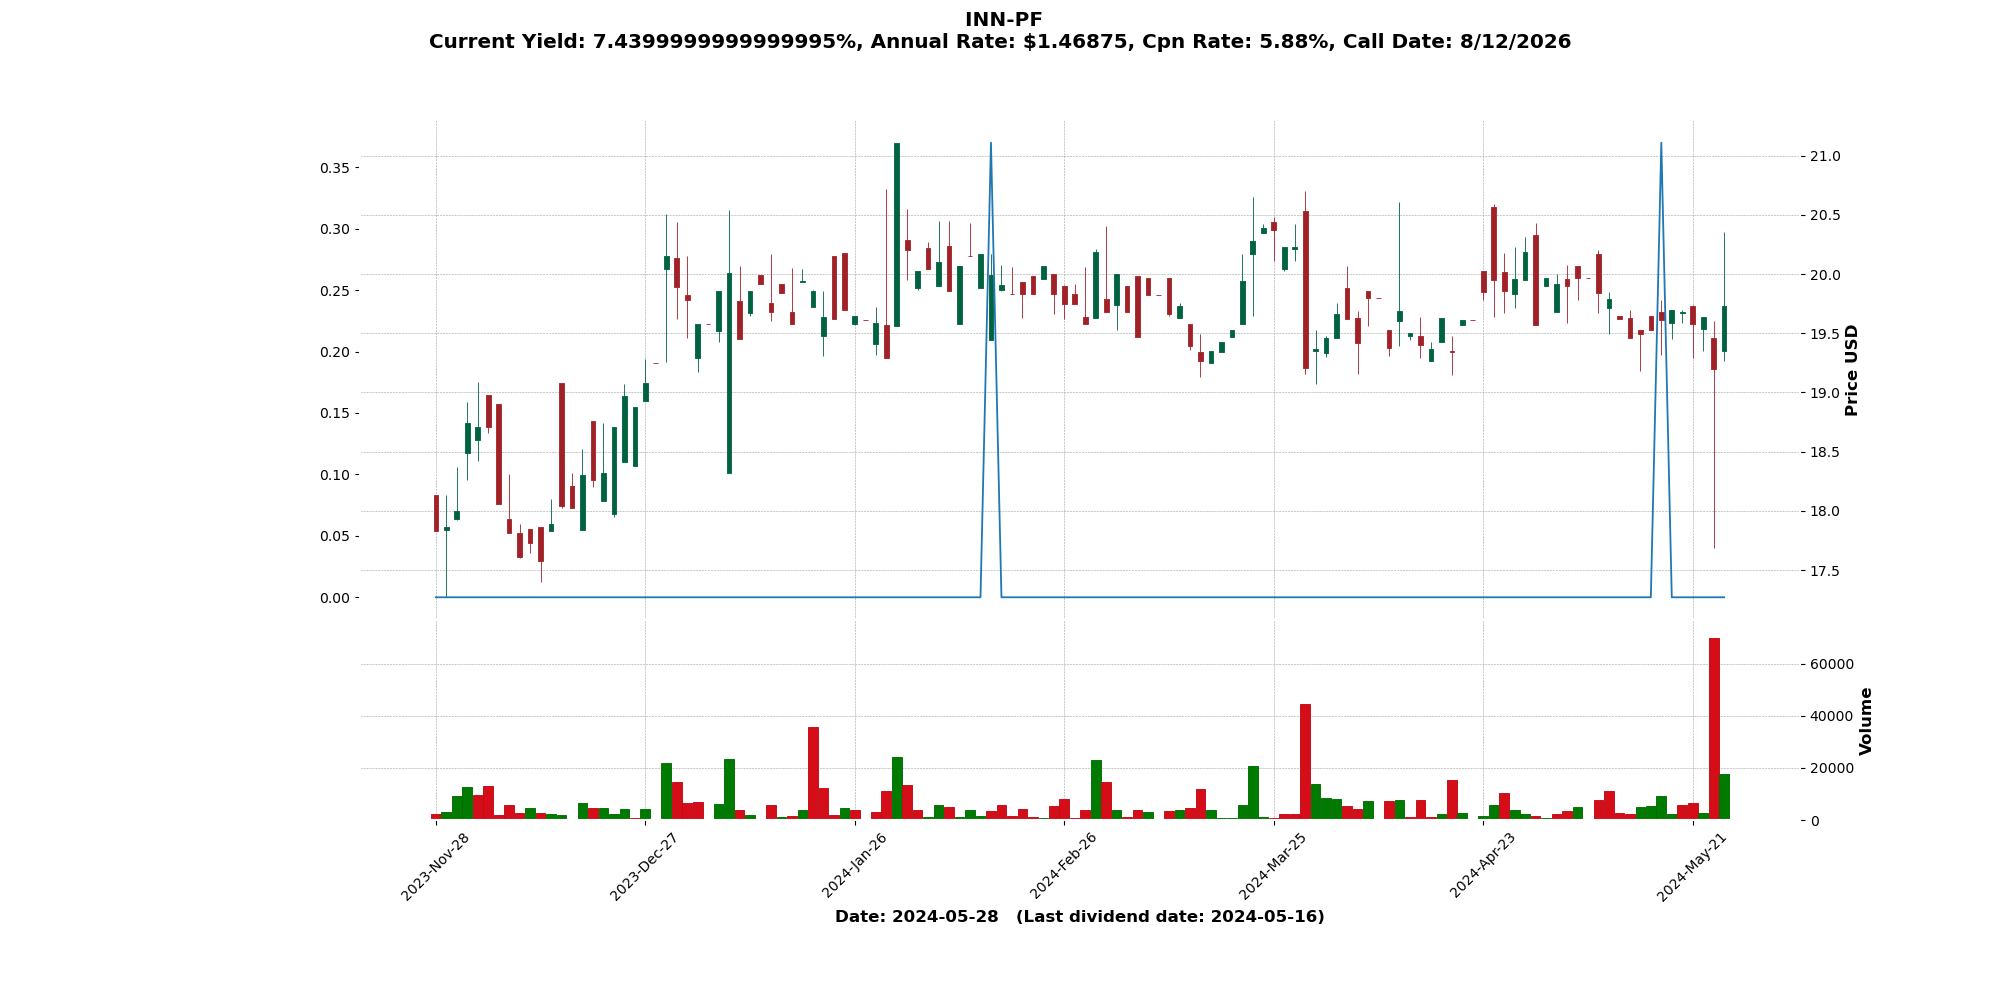 INN-PF
Current Yield: 7.4399999999999995%, Annual Rate: $1.46875, Cpn Rate: 5.88%, Call Date: 8/12/2026
0.35
0.30
0.25
0.20
0.15
0.10
0.05
0.00
21.0
20.5
20.0
19.5
19.0
18.5
18.0
17.5
Price USD
60000
40000
20000
0
Volume
2023-Nov-28
2023-Dec-27
2024-Jan-26
2024-Feb-26
2024-Mar-25
2024-Apr-23
2024-May-21
Date: 2024-05-28 (Last dividend date: 2024-05-16)